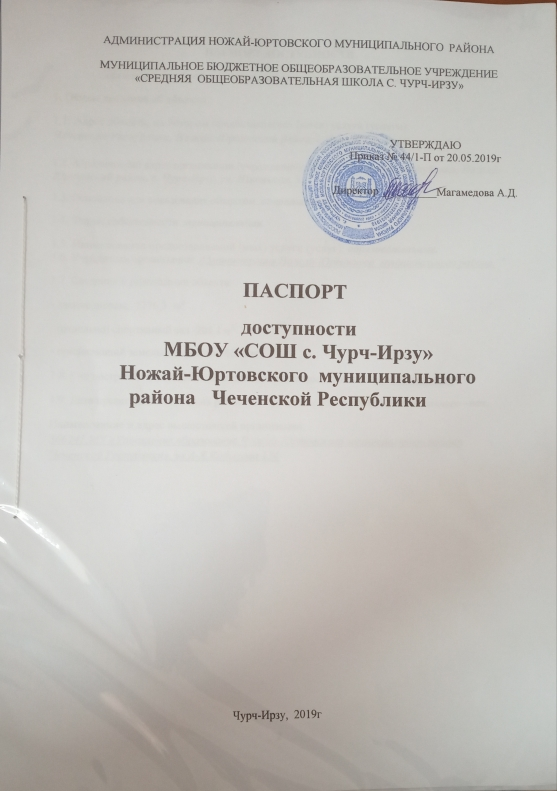 АДМИНИСТРАЦИЯ НОЖАЙ-ЮРТОВСКОГО МУНИЦИПАЛЬНОГО РАЙОНА
МУНИЦИПАЛЬНОЕ БЮДЖЕТНОЕ ОБЩЕОБРАЗОВАТЕЛЬНОЕ УЧРЕЖДЕНИЕ
«СРЕДНЯЯ ОБЩЕОБРАЗОВАТЕЛЬНАЯ ШКОЛА С. ЧУРЧ-ИРЗУ»
УТВЕРЖДАЮ
Приказ № 44/1-П от 20.05.2019г
Директор Магамедова А.Д.
ПАСПОРТ
доступности
МБОУ «СОШ с. Чурч-Ирзу»
Ножай-Юртовского муниципального
района Чеченской Республики
Чурч-Ирзу, 2019г